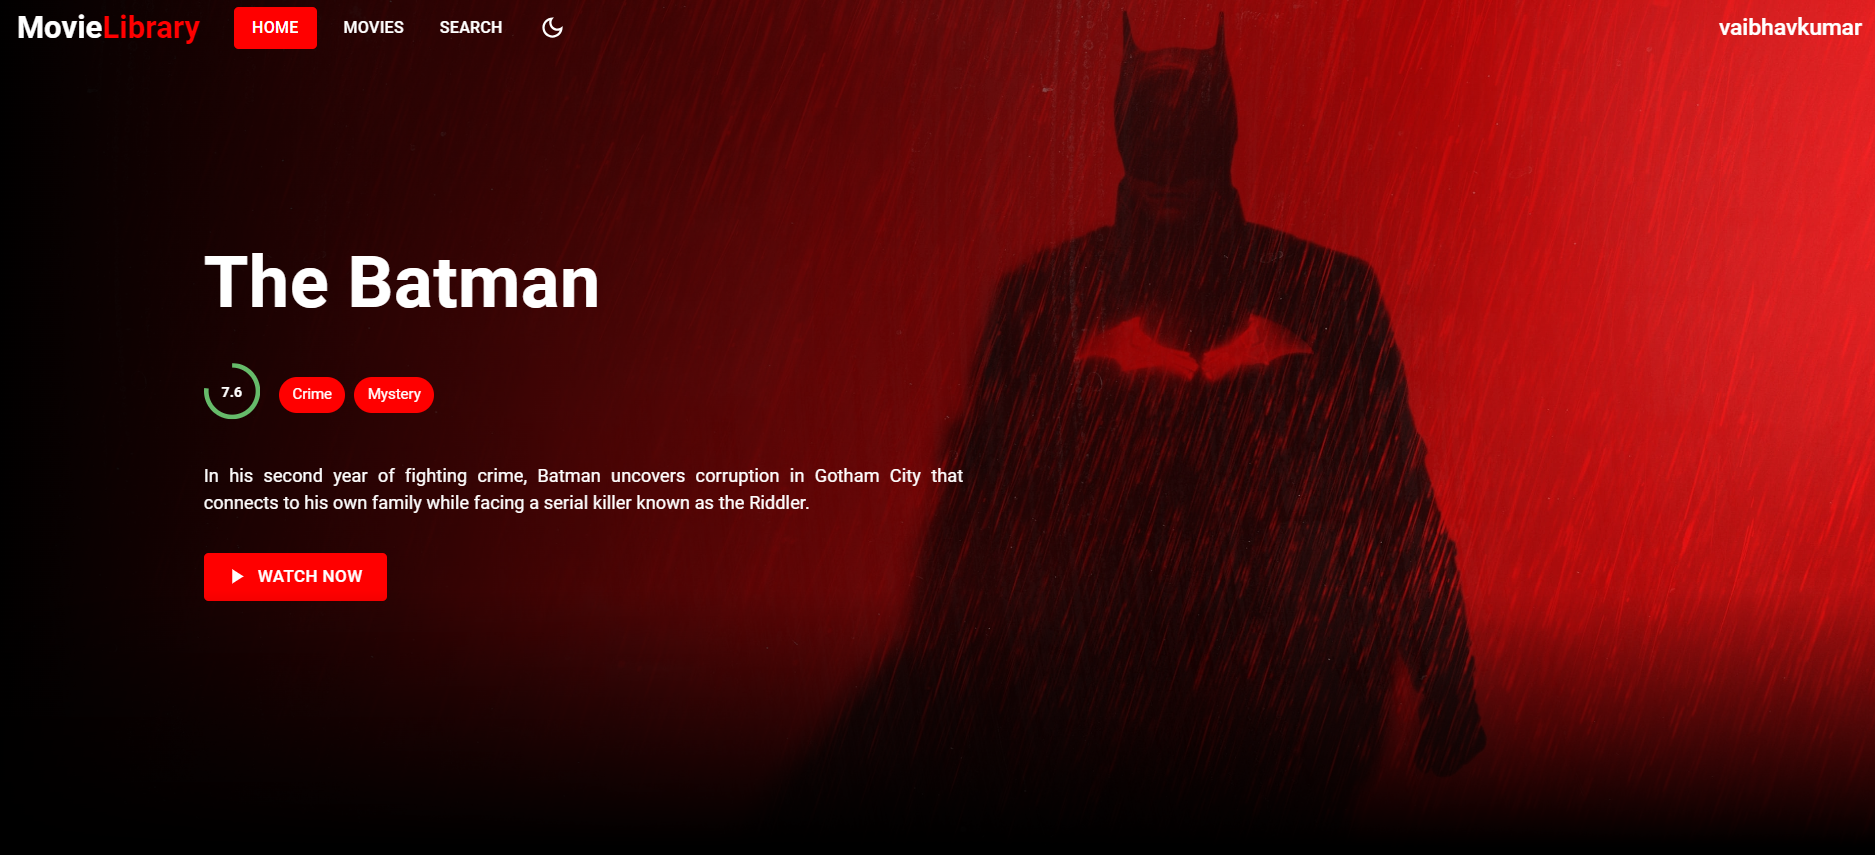 MovieLibrary HOME MOVIES SEARCH vaibhavkumar
The Batman
7.6 Crime Mystery
In his second year of fighting crime, Batman uncovers corruption in Gotham City that
connects to his own family while facing a serial killer known as the Riddler.
WATCH NOW